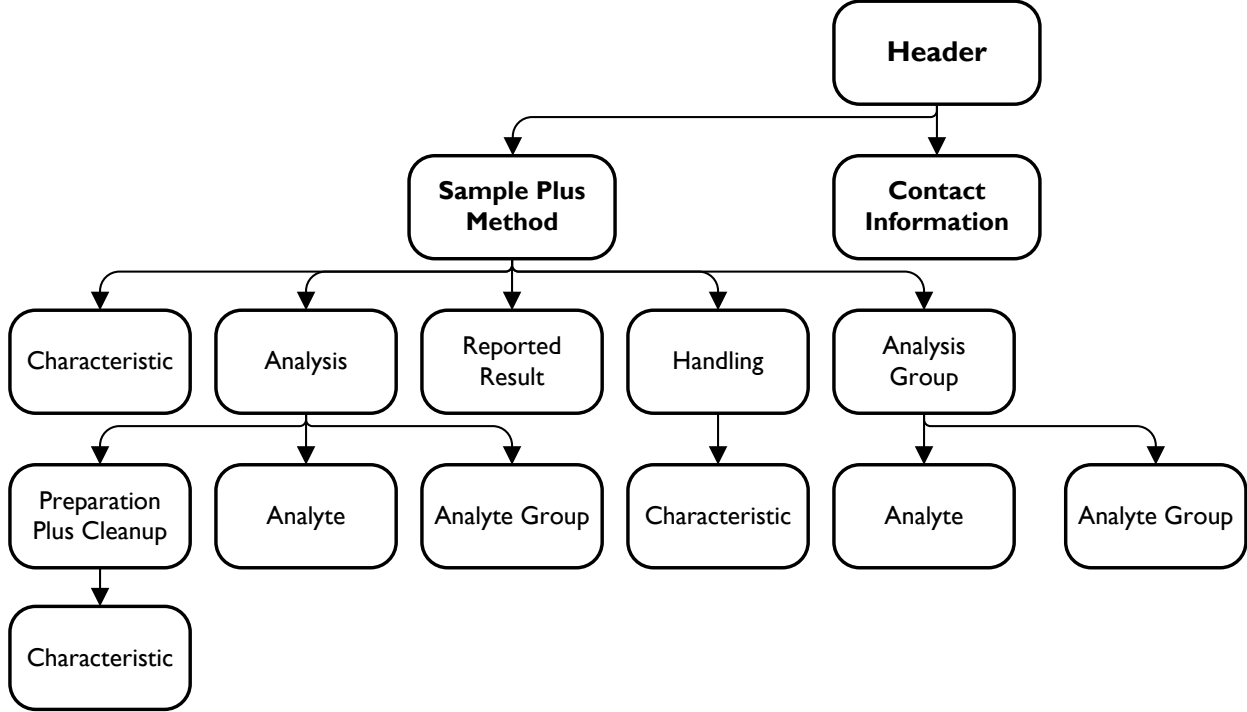 Header
Sample Plus
Method
Contact
Information
Characteristic
Analysis
Reported
Result
Handling
Analysis
Group
Preparation
Plus Cleanup
Analyte
Analyte Group
Characteristic
Analyte
Analyte Group
Characteristic